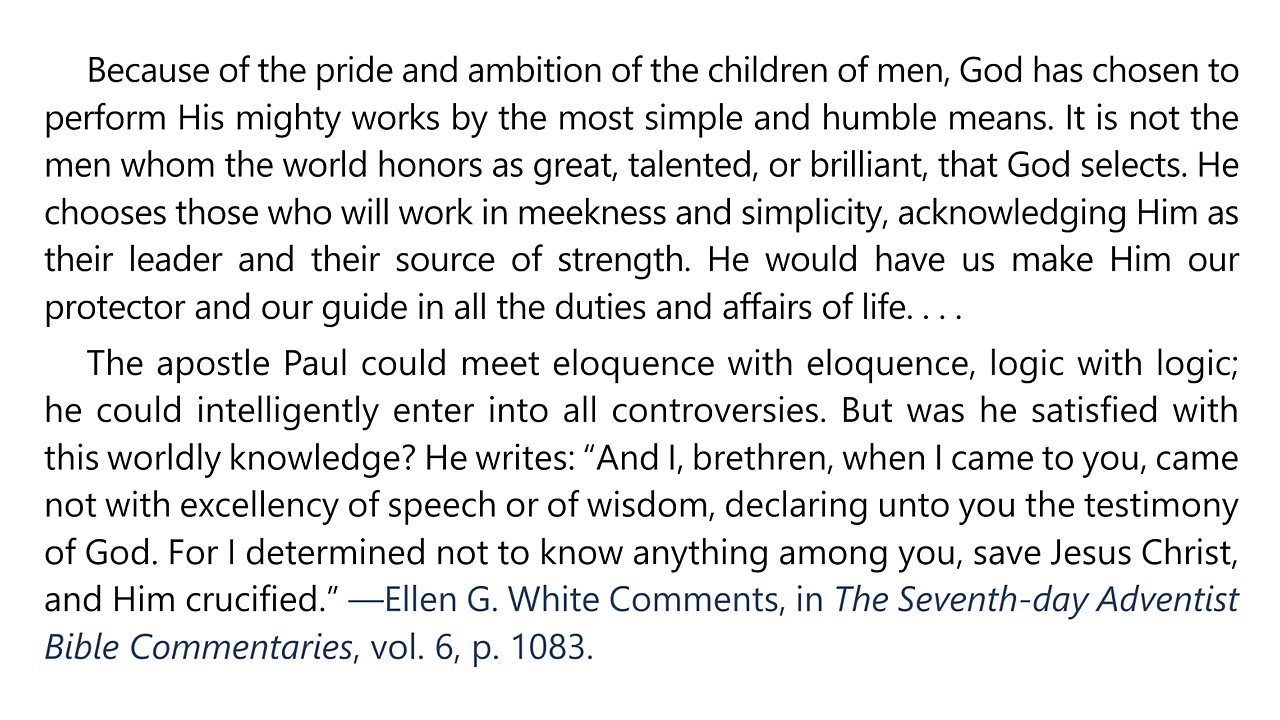 Because of the pride and ambition of the children of men, God has chosen to
perform His mighty works by the most simple and humble means. It is not the
men whom the world honors as great, talented, or brilliant, that God selects. He
chooses those who will work in meekness and simplicity, acknowledging Him as
their leader and their source of strength. He would have us make Him our
protector and our guide in all the duties and affairs of life. . . .
The apostle Paul could meet eloquence with eloquence, logic with logic;
he could intelligently enter into all controversies. But was he satisfied with
this worldly knowledge? He writes: “And I, brethren, when I came to you, came
not with excellency of speech or of wisdom, declaring unto you the testimony
of God. For I determined not to know anything among you, save Jesus Christ,
and Him crucified.” —Ellen G. White Comments, in The Seventh-day Adventist
Bible Commentaries, vol. 6, p. 1083.